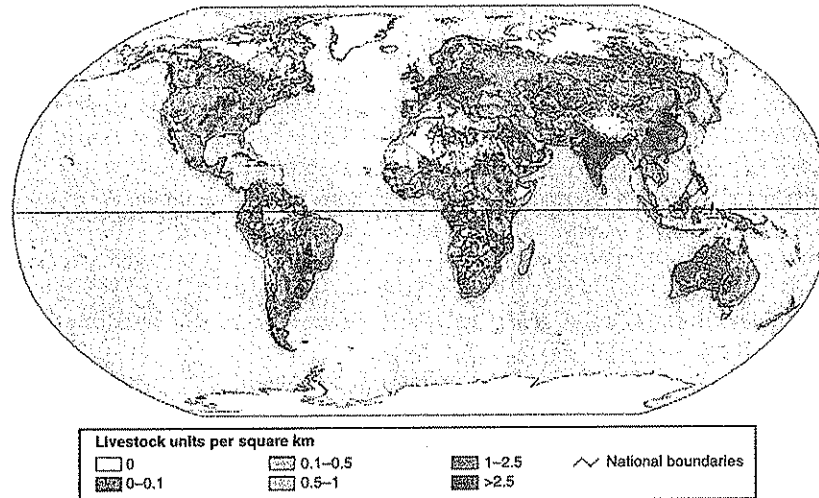 Livestock units per square km
0 0.1–0.5 1–2.5 National boundaries
0–0.1 0.5–1 >2.5